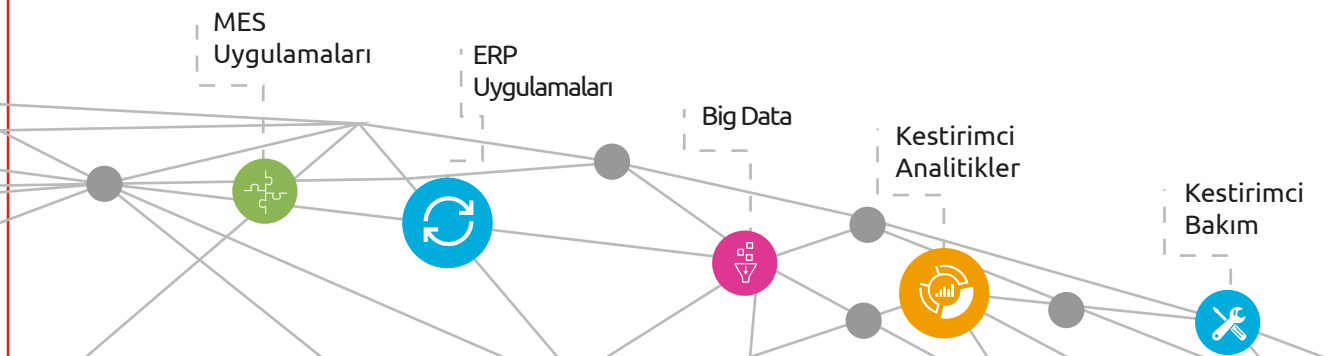 MES
Uygulamaları
ERP
Uygulamaları
Big Data
Kestirimci
Analitikler
Kestirimci
Bakım